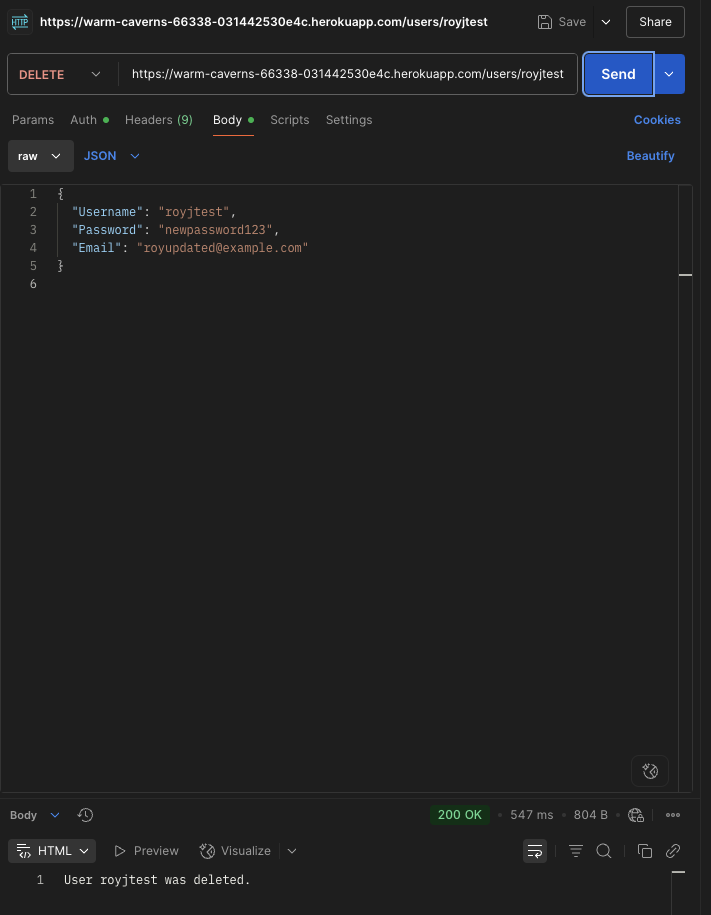 HTTP https://warm-caverns-66338-031442530e4c.herokuapp.com/users/royjtest Save Share
DELETE https://warm-caverns-66338-031442530e4c.herokuapp.com/users/royjtest Send
Params Auth Headers (9) Body Scripts Settings Cookies
raw JSON Beautify
1 {
2 "Username": "royjtest",
3 "Password": "newpassword123",
4 "Email": "royupdated@example.com"
5 }
6
Body 200 OK 547 ms 804 B
HTML Preview Visualize
1 User royjtest was deleted.